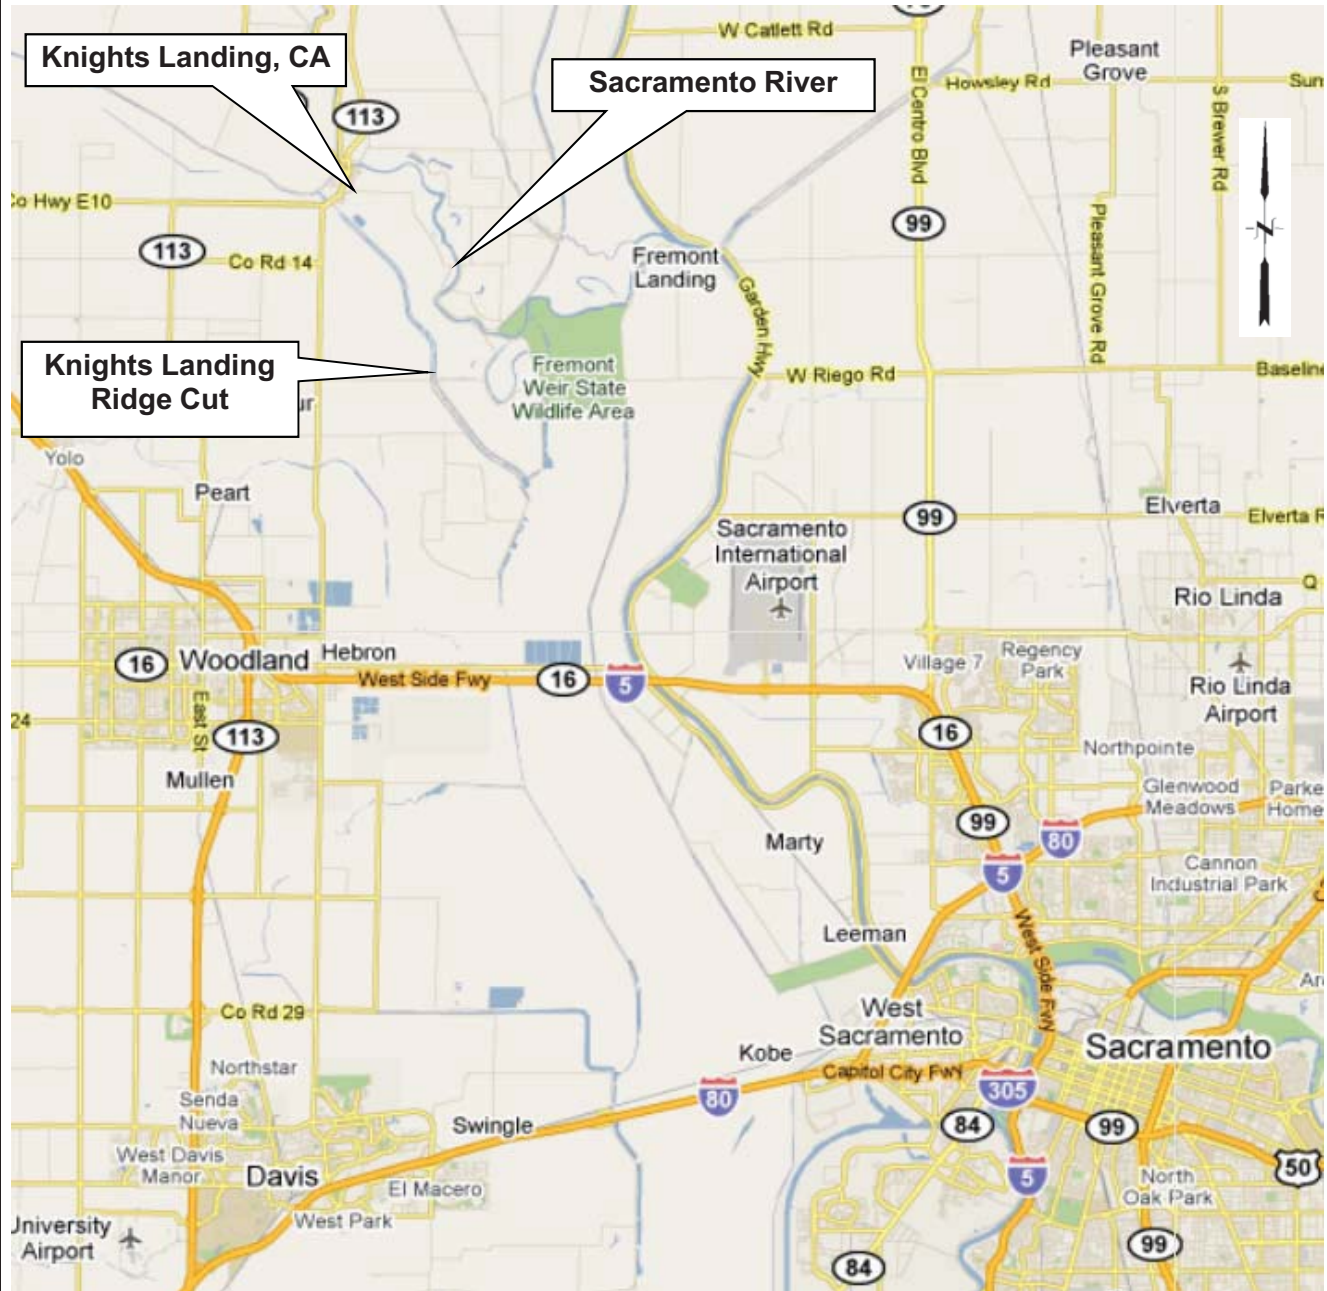 W Catlett Rd
Knights Landing, CA
Sacramento River
Pleasant
Grove
Howsley Rd
Sun
113
El Centro Blvd
S Brewer Rd
Co Hwy E10
113
Co Rd 14
99
Pleasant Grove Rd
N
Fremont
Landing
Garden Hwy
Knights Landing
Ridge Cut
ur
Fremont
Weir State
Wildlife Area
W Riego Rd
Baseline
Yolo
Peart
Elverta
99
Elverta R
Sacramento
International
Airport
Q
Rio Linda
16
Woodland
Hebron
West Side Fwy
16
5
Village 7
Regency
Park
Rio Linda
Airport
24
East St
113
16
Northpointe
Mullen
Glenwood
Meadows
Parke
Home
99
80
Marty
5
Cannon
Industrial Park
C
Leeman
West Side Fwy
Ar
Co Rd 29
West
Sacramento
Sacramento
Kobe
Northstar
Capitol City Fwy
Senda
Nueva
80
305
Swingle
84
99
West Davis
Manor
Davis
El Macero
5
North
Oak Park
50
West Park
University
Airport
99
84